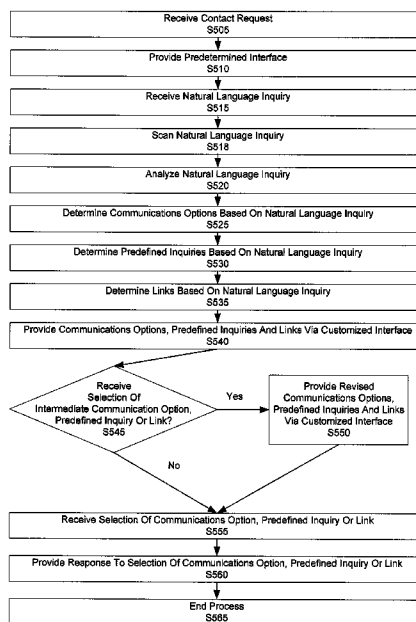 Receive Contact Request
S505
Provide Predetermined Interface
S510
Receive Natural Language Inquiry
S515
Scan Natural Language Inquiry
S518
Analyze Natural Language Inquiry
S520
Determine Communications Options Based On Natural Language Inquiry
S525
Determine Predefined Inquiries Based On Natural Language Inquiry
S530
Determine Links Based On Natural Language Inquiry
S535
Provide Communications Options, Predefined Inquiries And Links Via Customized Interface
S540
Receive
Selection Of
Intermediate Communication Option,
Predefined Inquiry Or Link?
S545
Yes
Provide Revised
Communications Options,
Predefined Inquiries And Links
Via Customized Interface
S550
No
Receive Selection Of Communications Option, Predefined Inquiry Or Link
S555
Provide Response To Selection Of Communications Option, Predefined Inquiry Or Link
S560
End Process
S565